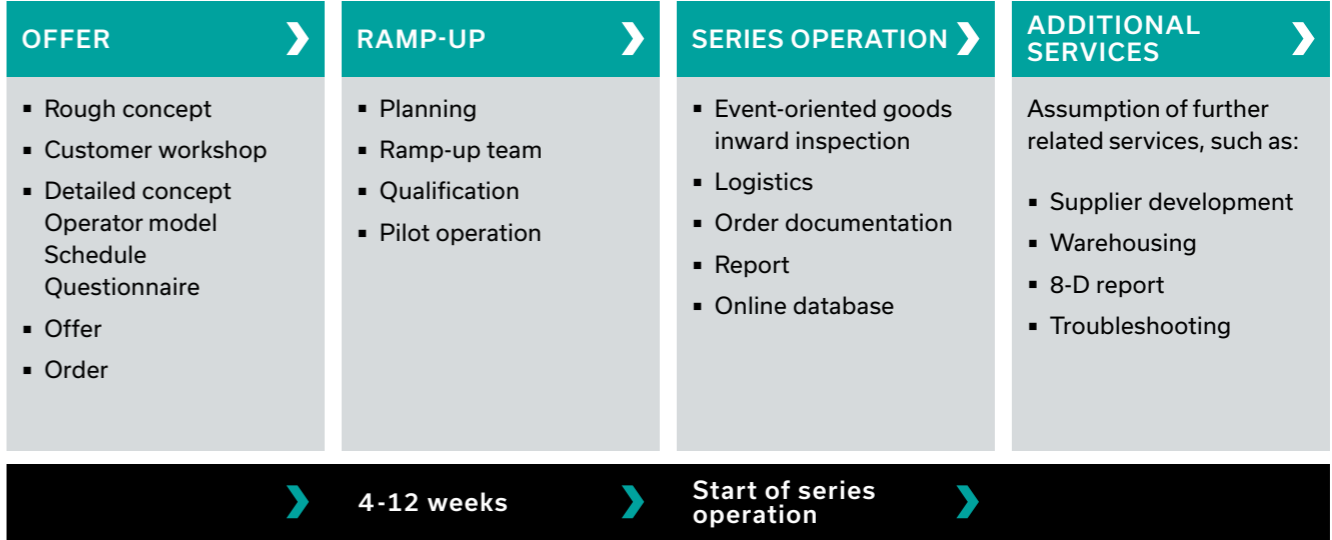 OFFER
▪ Rough concept
▪ Customer workshop
▪ Detailed concept
Operator model
Schedule
Questionnaire
▪ Offer
▪ Order
RAMP-UP
▪ Planning
▪ Ramp-up team
▪ Qualification
▪ Pilot operation
SERIES OPERATION
▪ Event-oriented goods
inward inspection
▪ Logistics
▪ Order documentation
▪ Report
▪ Online database
ADDITIONAL
SERVICES
Assumption of further
related services, such as:
▪ Supplier development
▪ Warehousing
▪ 8-D report
▪ Troubleshooting
4-12 weeks
Start of series
operation